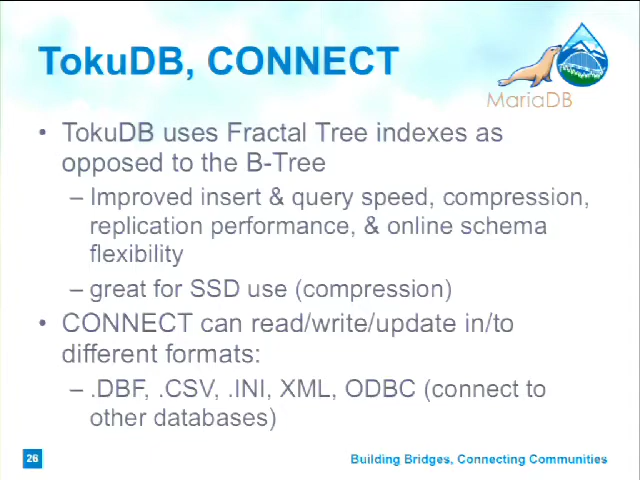 TokuDB, CONNECT
MariaDB
• TokuDB uses Fractal Tree indexes as
opposed to the B-Tree
– Improved insert & query speed, compression,
replication performance, & online schema
flexibility
– great for SSD use (compression)
• CONNECT can read/write/update in/to
different formats:
– .DBF, .CSV, .INI, XML, ODBC (connect to
other databases)
26
Building Bridges, Connecting Communities